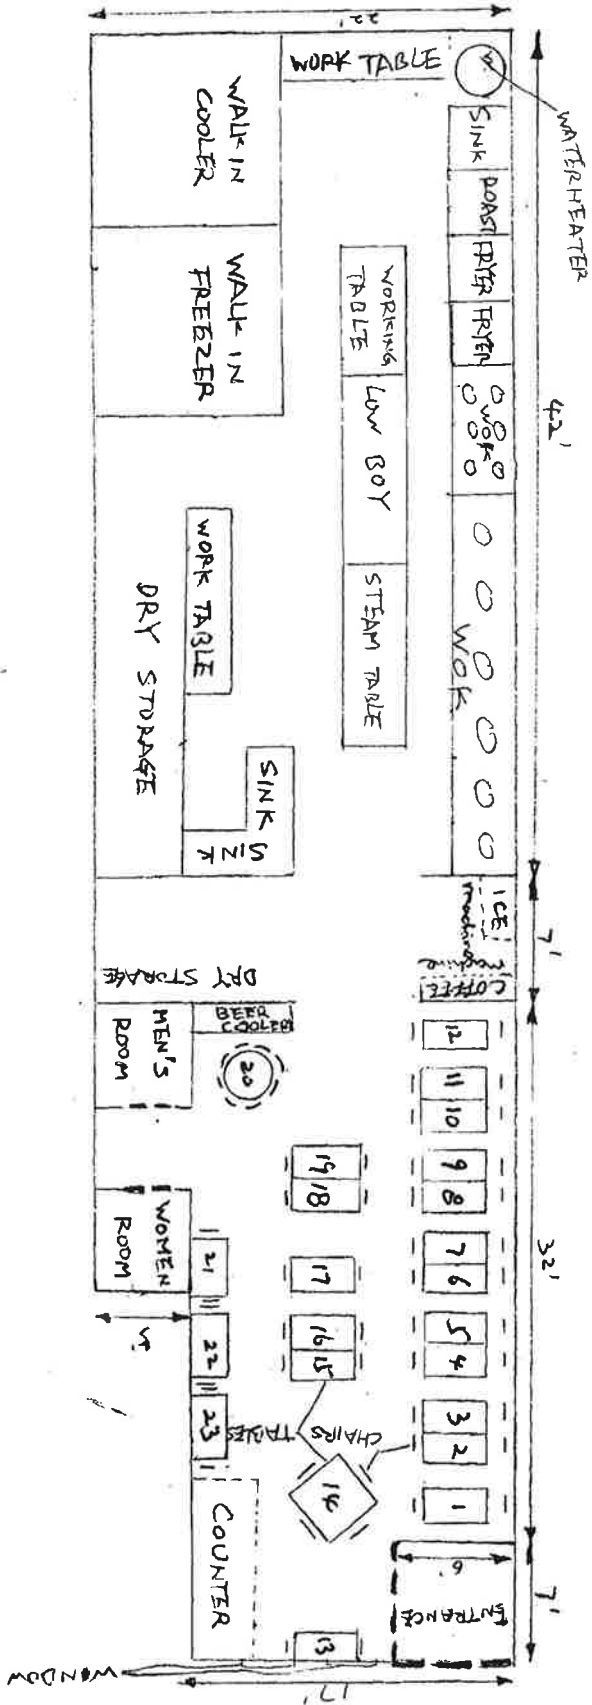 22'
WORK TABLE
W.
WATERHEATER
WALK IN
COOLER
SINK
ROAST
FRYER
FRYER
WALK IN
FREEZER
WORKING
TABLE
LOW BOY
STEAM TABLE
WOK
WOK
42'
WORK TABLE
DRY STORAGE
SINK
SINK
ICE
machine
7'
machine
COFFEE
DRY STORAGE
MEN'S
ROOM
BEER
COOLER
20
12
11
10
9
8
7
6
5
4
3
2
1
32'
19
18
17
16
15
14
13
WOMEN
ROOM
21
22
23
5'
CHAIRS
TABLES
COUNTER
6'
ENTRANCE
7'
17'
WINDOW